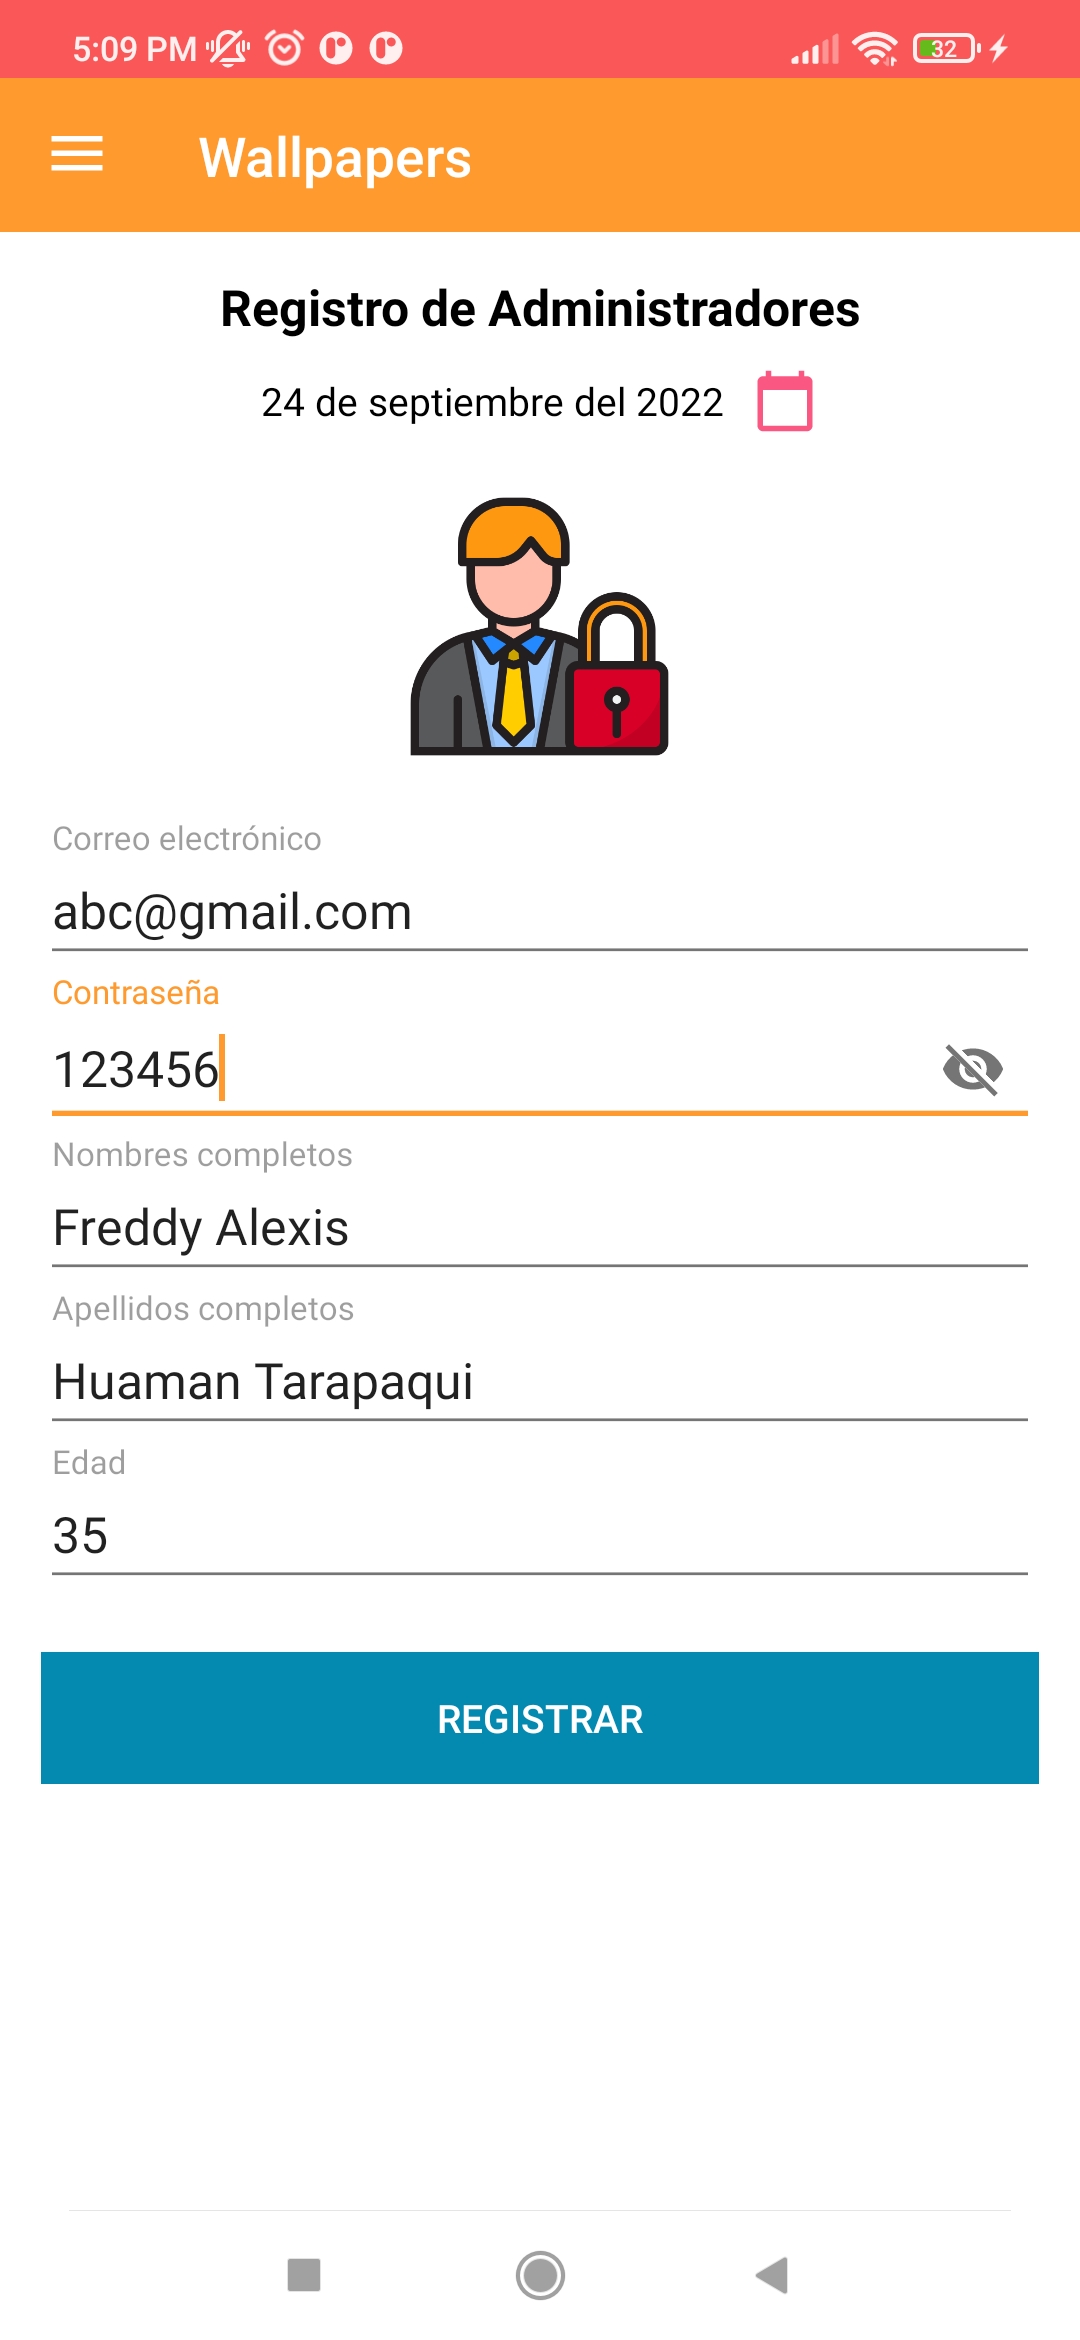 5:09 PM
32
Wallpapers
Registro de Administradores
24 de septiembre del 2022
Correo electrónico
abc@gmail.com
Contraseña
123456
Nombres completos
Freddy Alexis
Apellidos completos
Huaman Tarapaqui
Edad
35
REGISTRAR